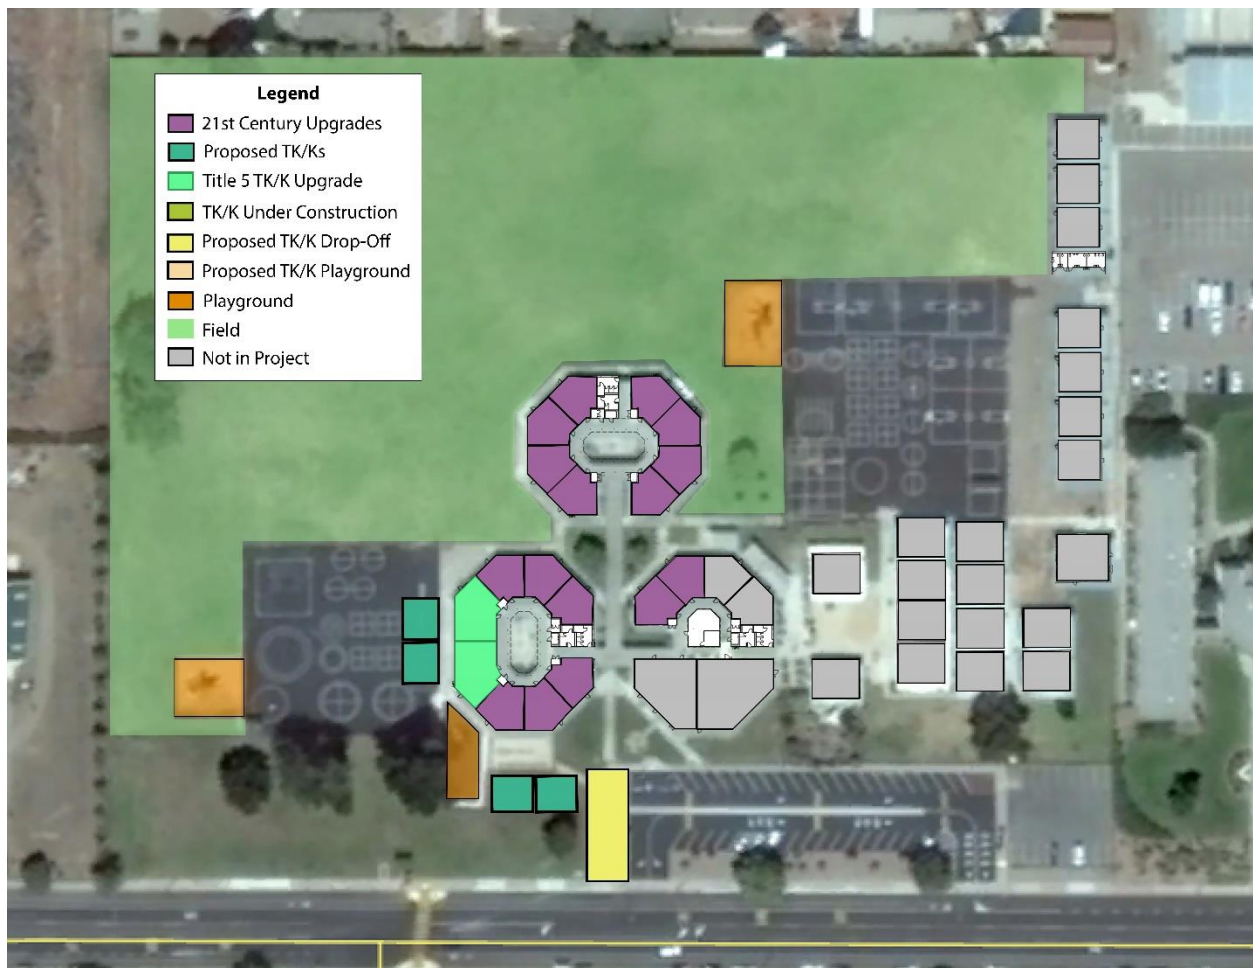 Legend
21st Century Upgrades
Proposed TK/Ks
Title 5 TK/K Upgrade
TK/K Under Construction
Proposed TK/K Drop-Off
Proposed TK/K Playground
Playground
Field
Not in Project